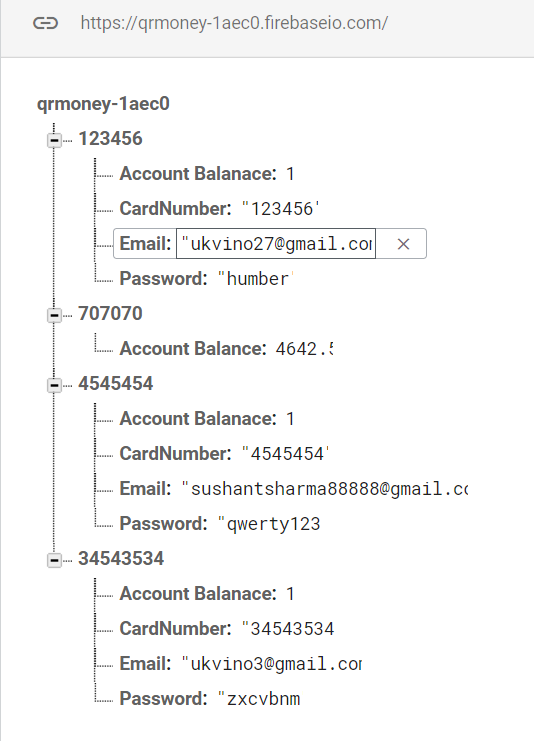 https://qrmoney-1aec0.firebaseio.com/
qrmoney-1aec0
123456
Account Balanace: 1
CardNumber: "123456"
Email: "ukvino27@gmail.com
Password: "humber"
707070
Account Balance: 4642.5
4545454
Account Balanace: 1
CardNumber: "4545454"
Email: "sushantsharma88888@gmail.co
Password: "qwerty123
34543534
Account Balanace: 1
CardNumber: "34543534
Email: "ukvino3@gmail.com
Password: "zxcvbnm